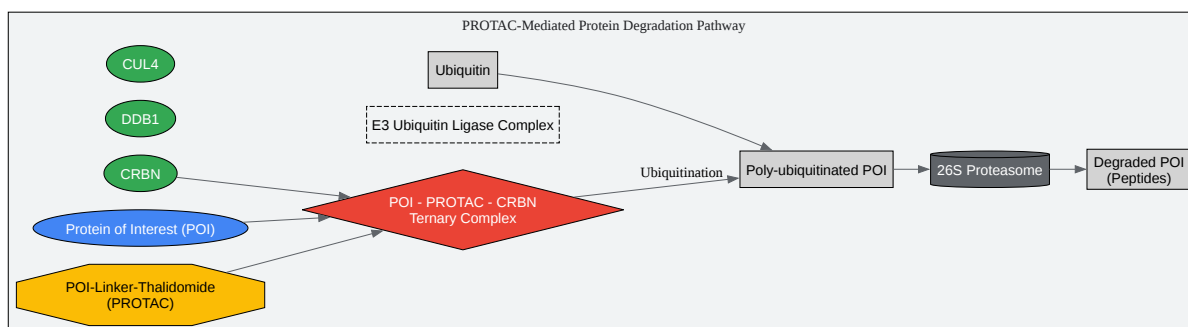 PROTAC-Mediated Protein Degradation Pathway
CUL4
DDB1
CRBN
Protein of Interest (POI)
POI-Linker-Thalidomide
(PROTAC)
Ubiquitin
E3 Ubiquitin Ligase Complex
POI - PROTAC - CRBN
Ternary Complex
Ubiquitination
Poly-ubiquitinated POI
26S Proteasome
Degraded POI
(Peptides)